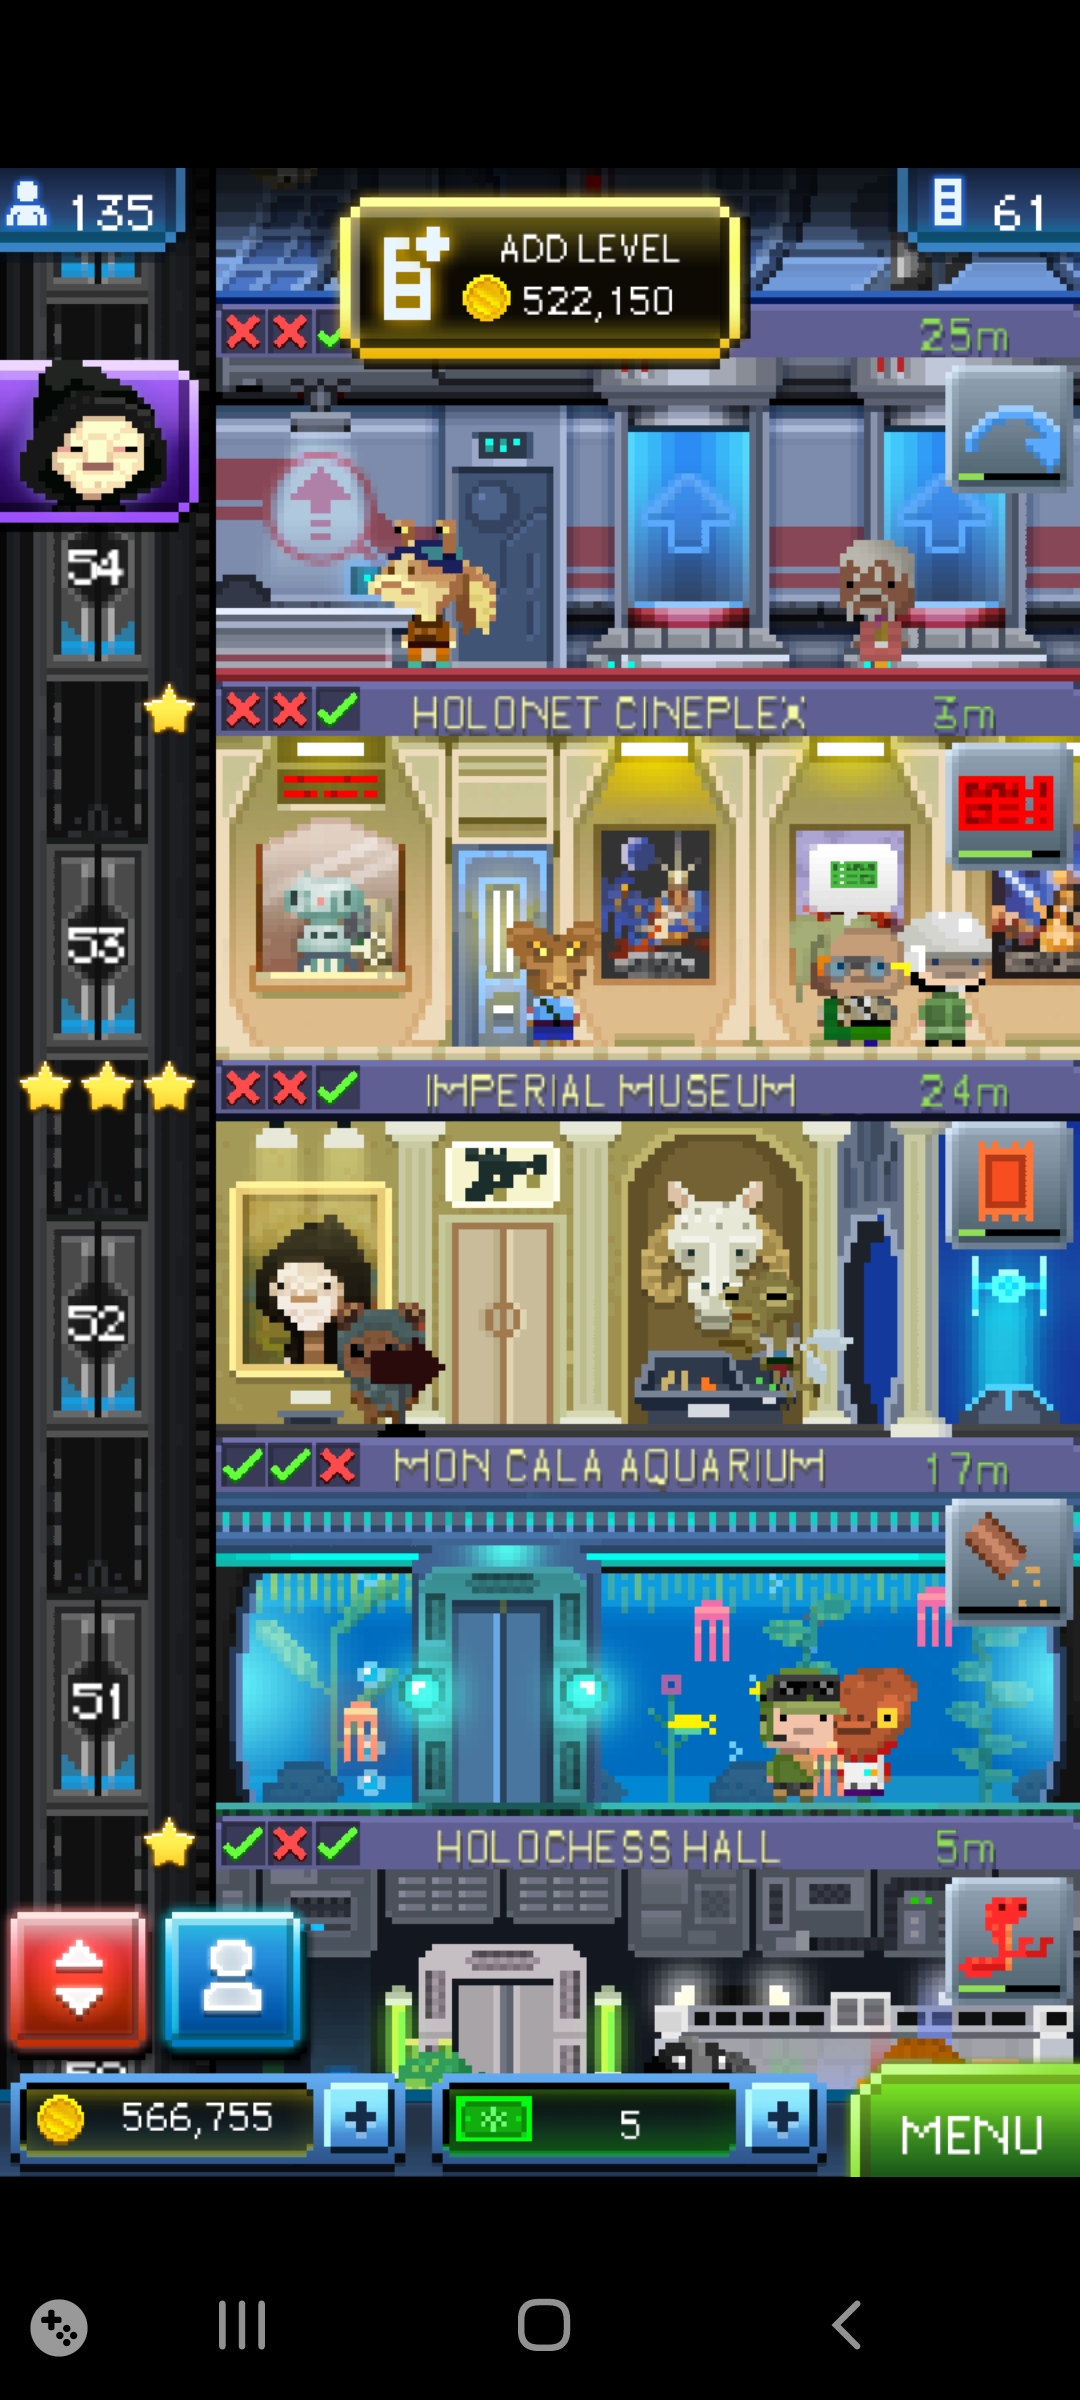 135
ADD LEVEL
522,150
61
25m
54
HOLONET CINEPLEX 3m
53
IMPERIAL MUSEUM 24m
52
MON CALA AQUARIUM 17m
51
HOLOCHESS HALL 5m
566,755
5
MENU